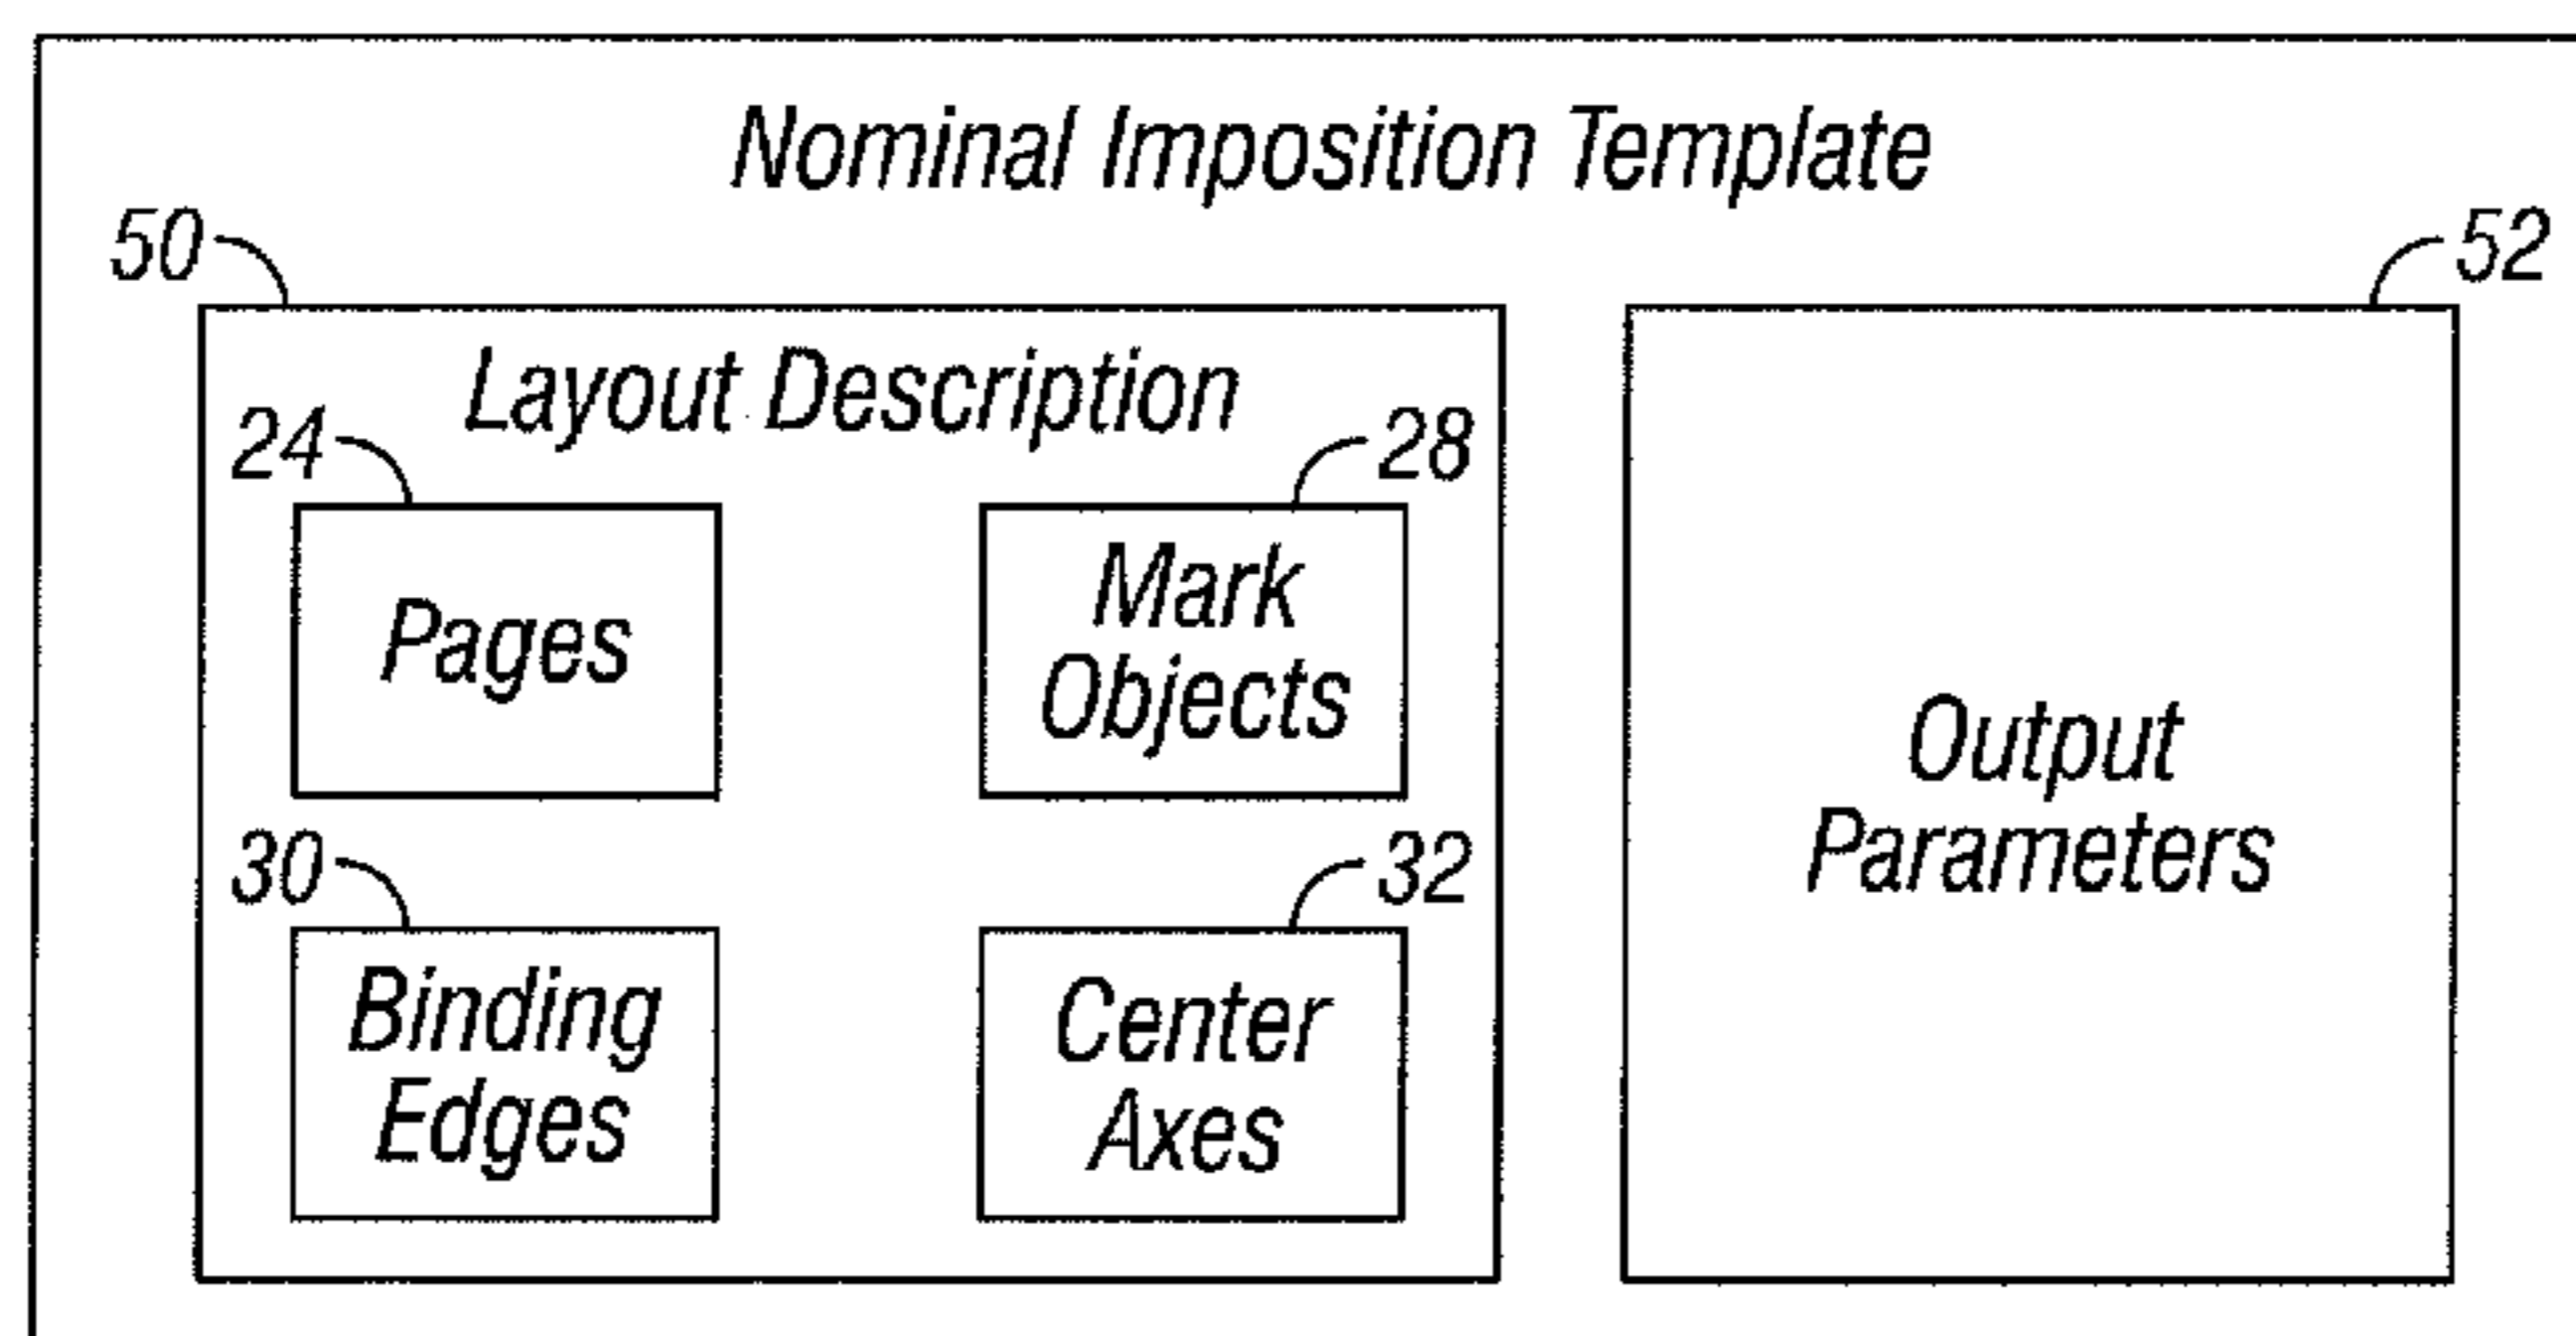 Nominal Imposition Template
50
52
Layout Description
24
28
Pages
Mark
Objects
30
32
Binding
Edges
Center
Axes
Output
Parameters